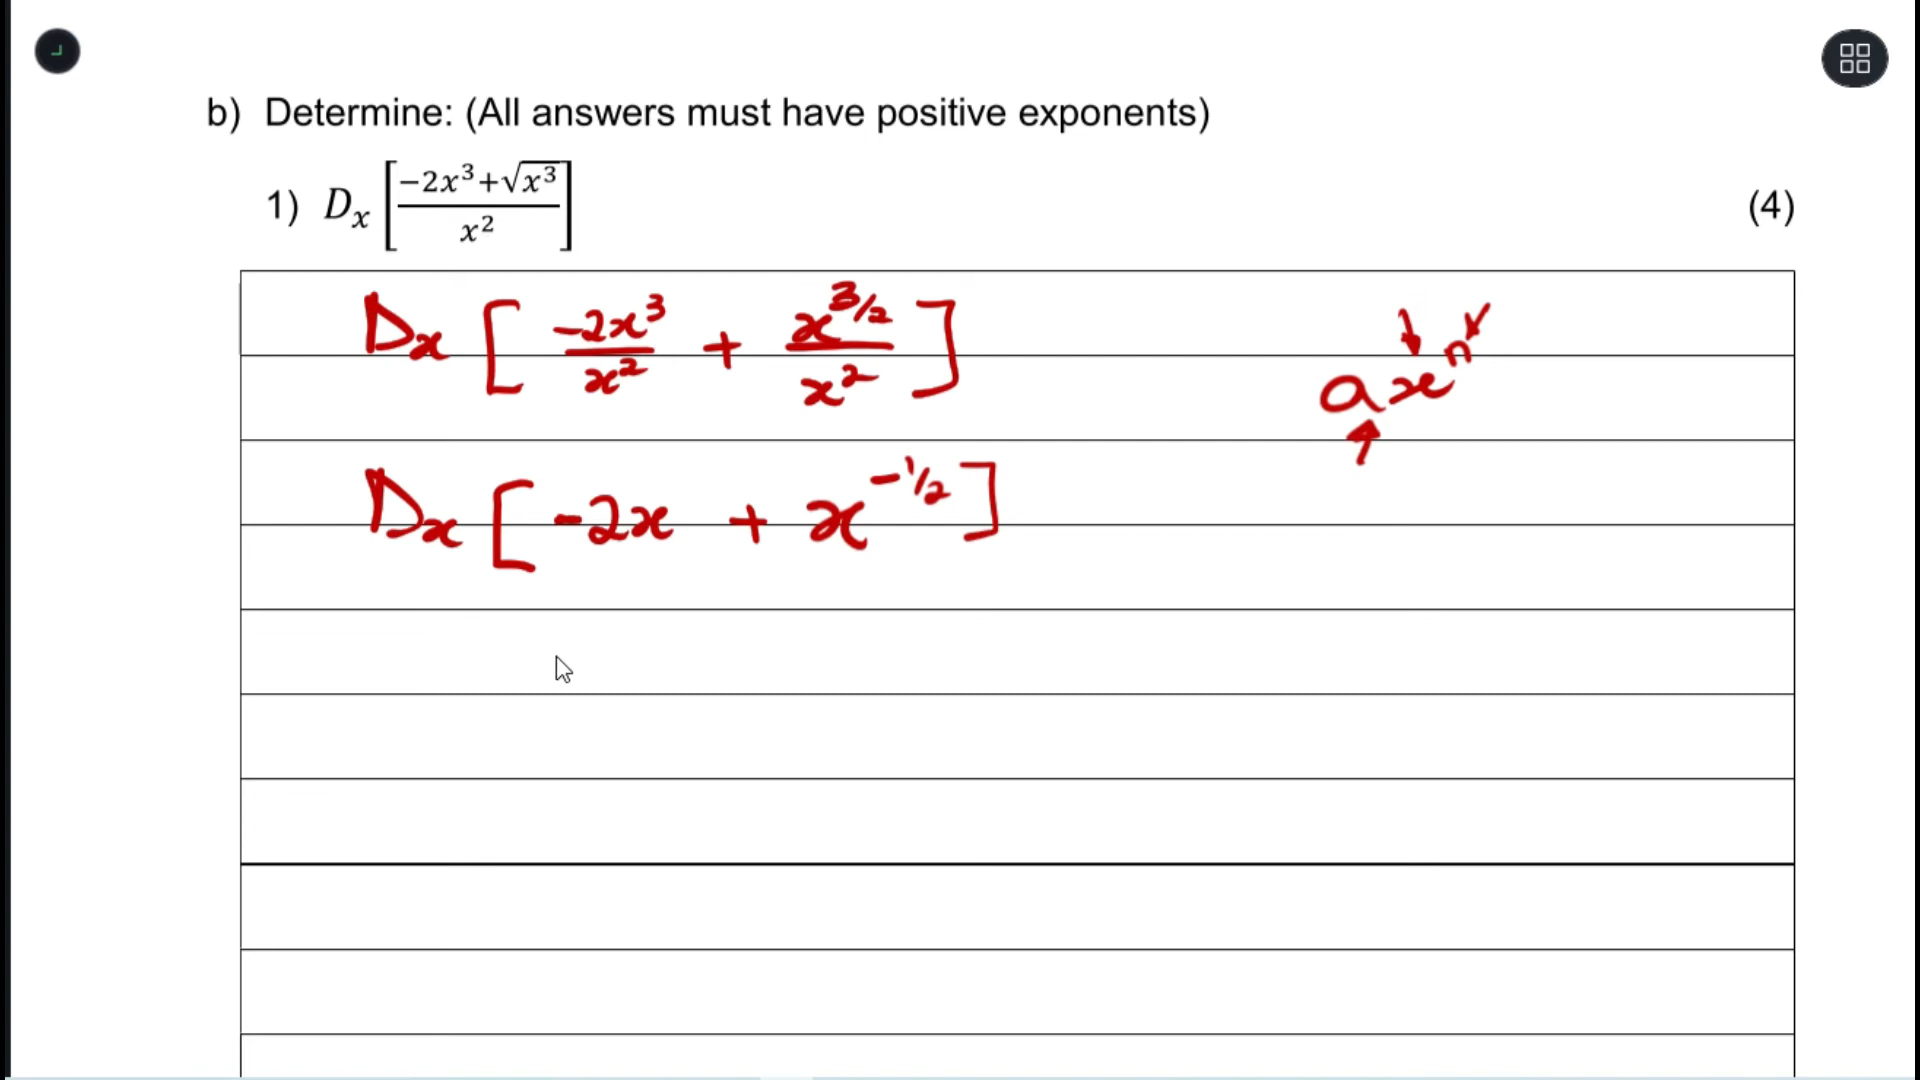 b) Determine: (All answers must have positive exponents)
1) Dₓ [(−2x³+√x³)/x²] (4)
Dₓ [ −2x³/x² + x^(3/2)/x² ]
axⁿ
Dₓ [ −2x + x^(−1/2) ]